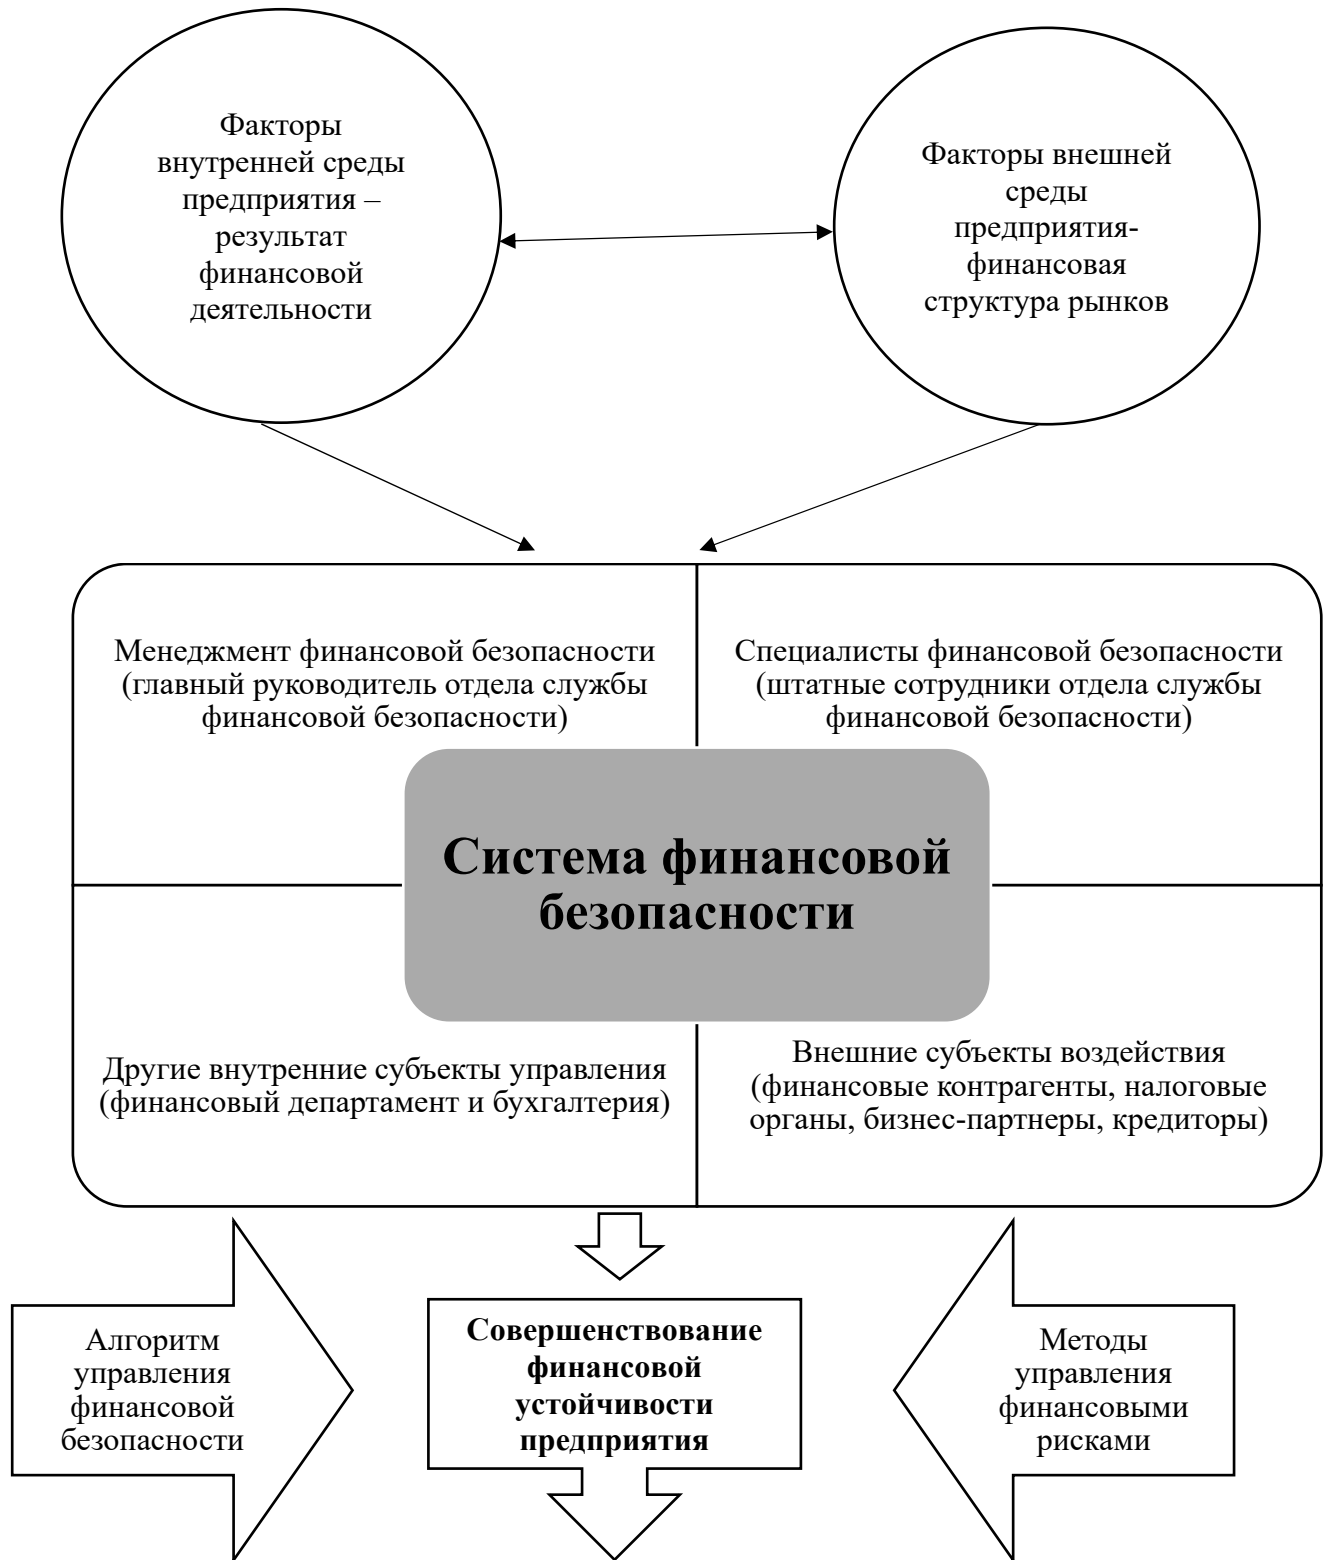 Факторы
внутренней среды
предприятия –
результат
финансовой
деятельности
Факторы внешней
среды
предприятия-
финансовая
структура рынков
Менеджмент финансовой безопасности
(главный руководитель отдела службы
финансовой безопасности)
Специалисты финансовой безопасности
(штатные сотрудники отдела службы
финансовой безопасности)
Система финансовой
безопасности
Другие внутренние субъекты управления
(финансовый департамент и бухгалтерия)
Внешние субъекты воздействия
(финансовые контрагенты, налоговые
органы, бизнес-партнеры, кредиторы)
Алгоритм
управления
финансовой
безопасности
Совершенствование
финансовой
устойчивости
предприятия
Методы
управления
финансовыми
рисками